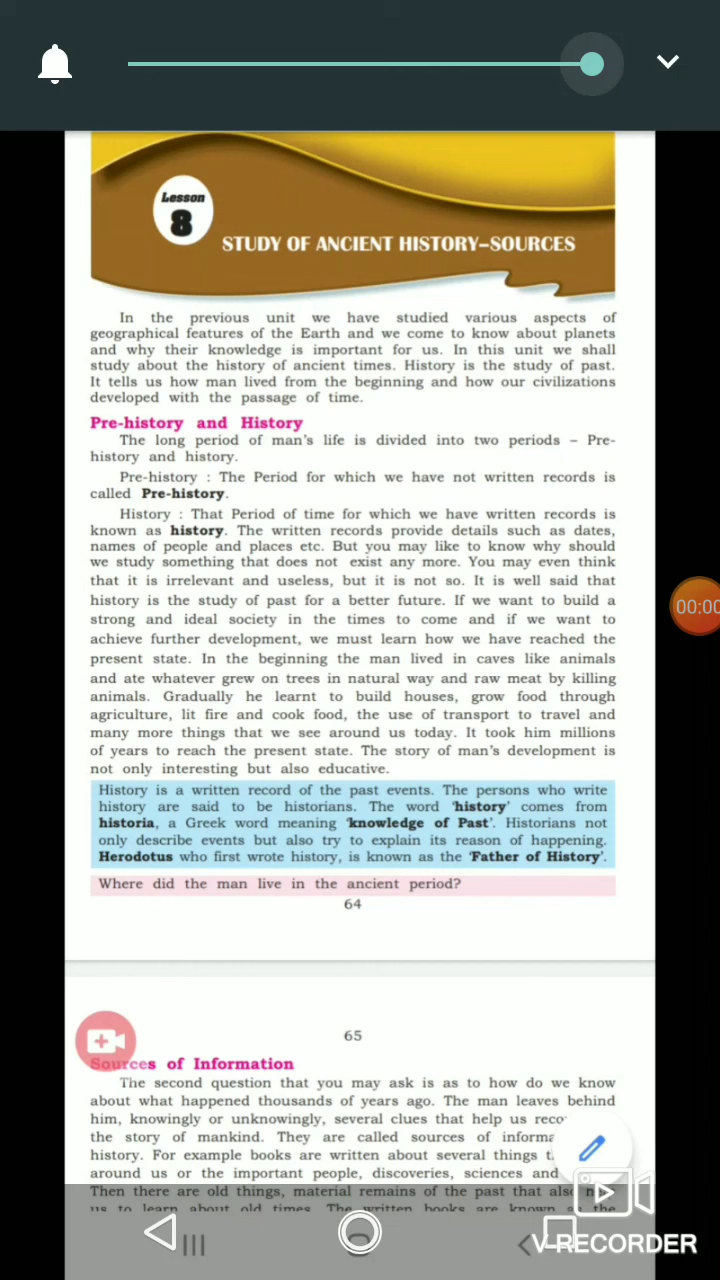 Lesson
8
STUDY OF ANCIENT HISTORY–SOURCES
In the previous unit we have studied various aspects of
geographical features of the Earth and we come to know about planets
and why their knowledge is important for us. In this unit we shall
study about the history of ancient times. History is the study of past.
It tells us how man lived from the beginning and how our civilizations
developed with the passage of time.
Pre-history and History
The long period of man's life is divided into two periods – Pre-
history and history.
Pre-history : The Period for which we have not written records is
called Pre-history.
History : That Period of time for which we have written records is
known as history. The written records provide details such as dates,
names of people and places etc. But you may like to know why should
we study something that does not exist any more. You may even think
that it is irrelevant and useless, but it is not so. It is well said that
history is the study of past for a better future. If we want to build a
strong and ideal society in the times to come and if we want to
achieve further development, we must learn how we have reached the
present state. In the beginning the man lived in caves like animals
and ate whatever grew on trees in natural way and raw meat by killing
animals. Gradually he learnt to build houses, grow food through
agriculture, lit fire and cook food, the use of transport to travel and
many more things that we see around us today. It took him millions
of years to reach the present state. The story of man's development is
not only interesting but also educative.
History is a written record of the past events. The persons who write
history are said to be historians. The word 'history' comes from
historia, a Greek word meaning 'knowledge of Past'. Historians not
only describe events but also try to explain its reason of happening.
Herodotus who first wrote history, is known as the 'Father of History'.
Where did the man live in the ancient period?
64
00:00
65
Sources of Information
The second question that you may ask is as to how do we know
about what happened thousands of years ago. The man leaves behind
him, knowingly or unknowingly, several clues that help us
the story of mankind. They are called sources of
history. For example books are written about several things
around us or the important people, discoveries, sciences and
Then there are old things, material remains of the past that
us to learn about old times. The written books are known as the
V-RECORDER